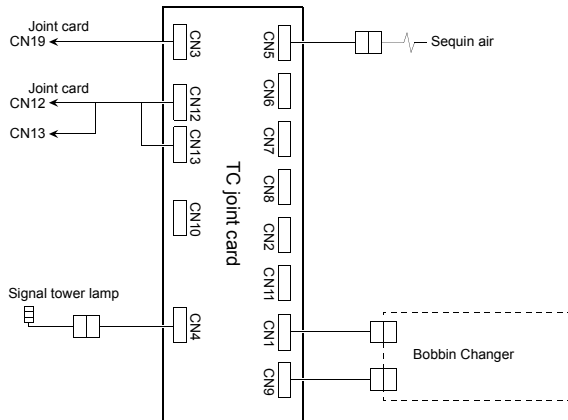 Joint card
CN19
CN3
Joint card
CN12
CN12
CN13
CN13
CN10
Signal tower lamp
CN4
TC joint card
CN5
Sequin air
CN6
CN7
CN8
CN2
CN11
CN1
CN9
Bobbin Changer